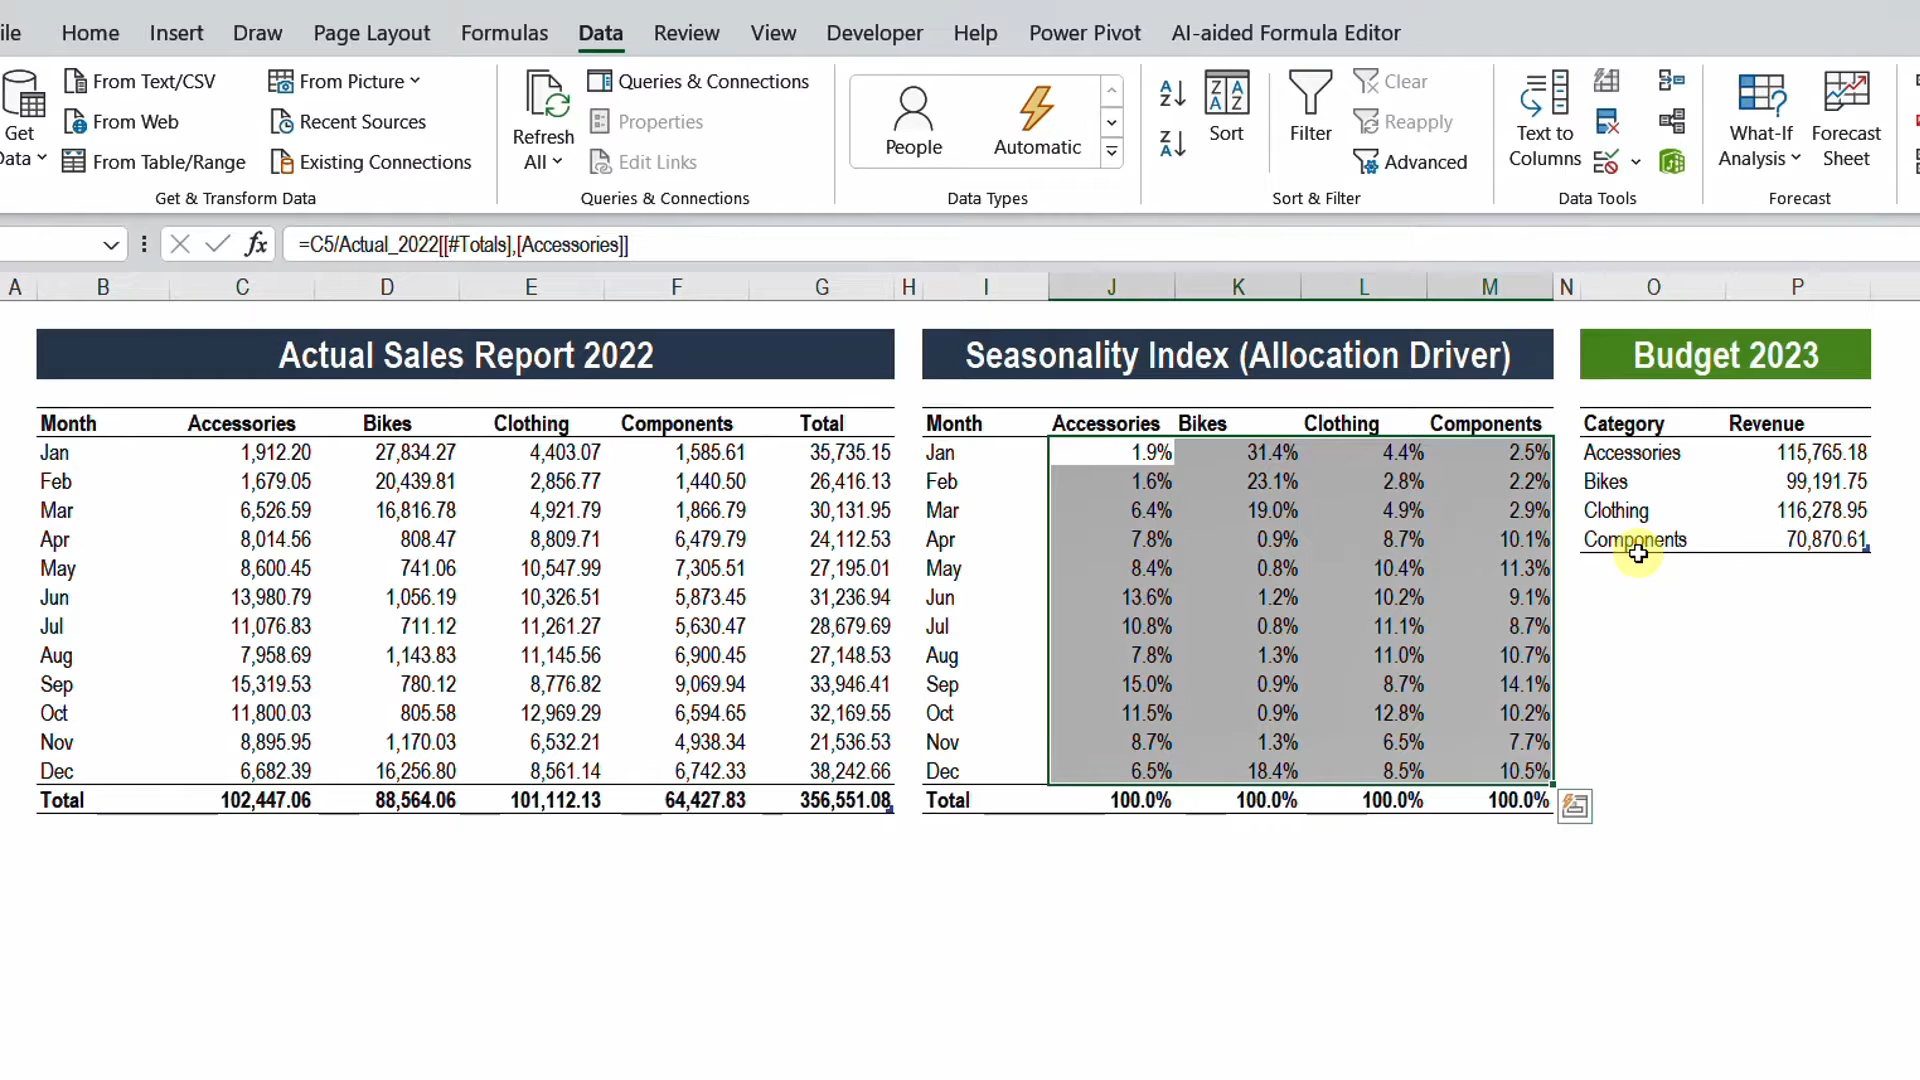 ile Home Insert Draw Page Layout Formulas Data Review View Developer Help Power Pivot AI-aided Formula Editor
Get Data
From Text/CSV
From Web
From Table/Range
From Picture
Recent Sources
Existing Connections
Get & Transform Data
Refresh All
Queries & Connections
Properties
Edit Links
Queries & Connections
People
Automatic
Data Types
Sort
Filter
Clear
Reapply
Advanced
Sort & Filter
Text to Columns
Data Tools
What-If Analysis
Forecast Sheet
Forecast
fx =C5/Actual_2022[[#Totals],[Accessories]]
A B C D E F G H I J K L M N O P
Actual Sales Report 2022
Month Accessories Bikes Clothing Components Total
Jan 1,912.20 27,834.27 4,403.07 1,585.61 35,735.15
Feb 1,679.05 20,439.81 2,856.77 1,440.50 26,416.13
Mar 6,526.59 16,816.78 4,921.79 1,866.79 30,131.95
Apr 8,014.56 808.47 8,809.71 6,479.79 24,112.53
May 8,600.45 741.06 10,547.99 7,305.51 27,195.01
Jun 13,980.79 1,056.19 10,326.51 5,873.45 31,236.94
Jul 11,076.83 711.12 11,261.27 5,630.47 28,679.69
Aug 7,958.69 1,143.83 11,145.56 6,900.45 27,148.53
Sep 15,319.53 780.12 8,776.82 9,069.94 33,946.41
Oct 11,800.03 805.58 12,969.29 6,594.65 32,169.55
Nov 8,895.95 1,170.03 6,532.21 4,938.34 21,536.53
Dec 6,682.39 16,256.80 8,561.14 6,742.33 38,242.66
Total 102,447.06 88,564.06 101,112.13 64,427.83 356,551.08
Seasonality Index (Allocation Driver)
Month Accessories Bikes Clothing Components
Jan 1.9% 31.4% 4.4% 2.5%
Feb 1.6% 23.1% 2.8% 2.2%
Mar 6.4% 19.0% 4.9% 2.9%
Apr 7.8% 0.9% 8.7% 10.1%
May 8.4% 0.8% 10.4% 11.3%
Jun 13.6% 1.2% 10.2% 9.1%
Jul 10.8% 0.8% 11.1% 8.7%
Aug 7.8% 1.3% 11.0% 10.7%
Sep 15.0% 0.9% 8.7% 14.1%
Oct 11.5% 0.9% 12.8% 10.2%
Nov 8.7% 1.3% 6.5% 7.7%
Dec 6.5% 18.4% 8.5% 10.5%
Total 100.0% 100.0% 100.0% 100.0%
Budget 2023
Category Revenue
Accessories 115,765.18
Bikes 99,191.75
Clothing 116,278.95
Components 70,870.61